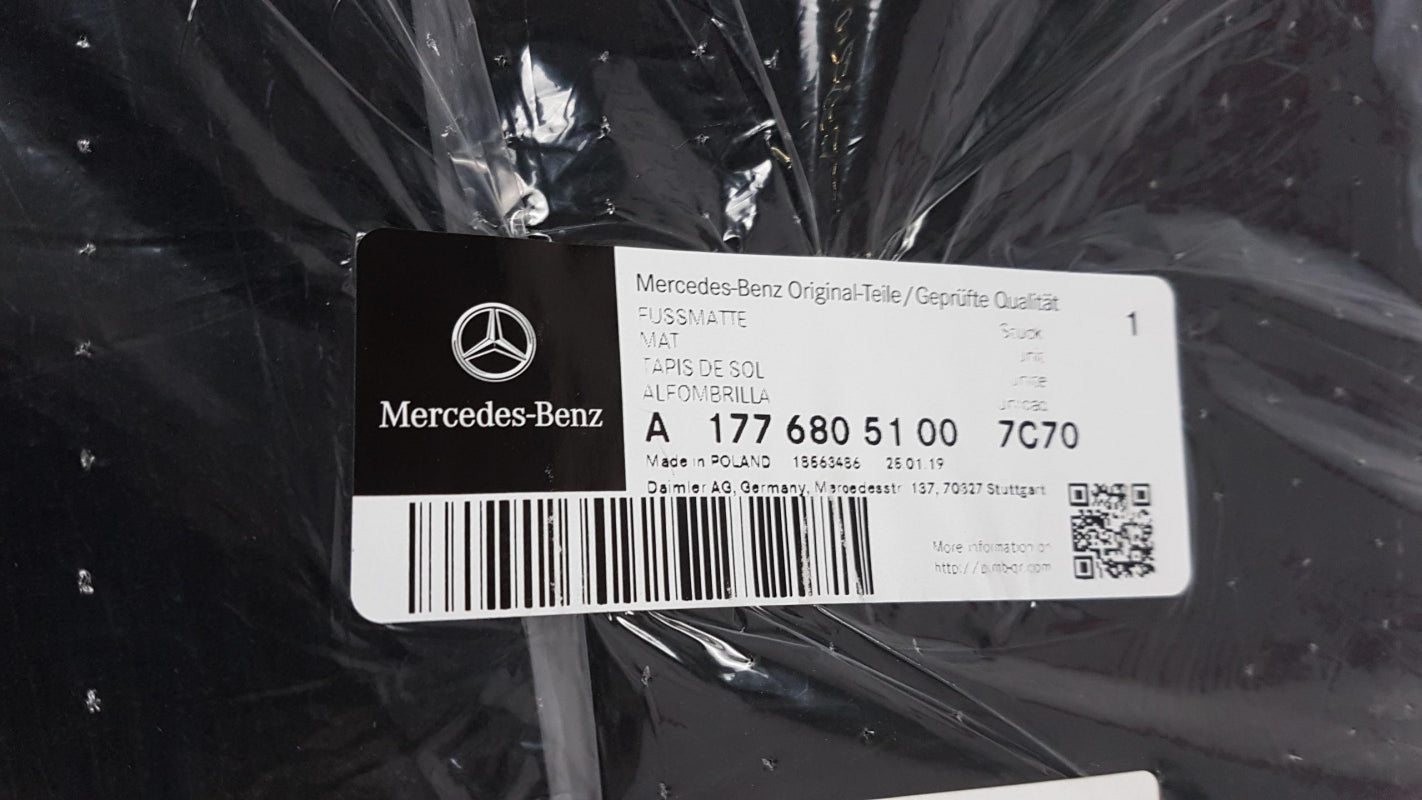 Mercedes-Benz
Mercedes-Benz Original-Teile/Geprüfte Qualität
FUSSMATTE Stück 1
MAT unit
TAPIS DE SOL unite
ALFOMBRILLA unidad
A 177 680 51 00 7C70
Made in POLAND 18563486 25.01.19
Daimler AG, Germany, Mercedesstr 137, 70327 Stuttgart
More information on